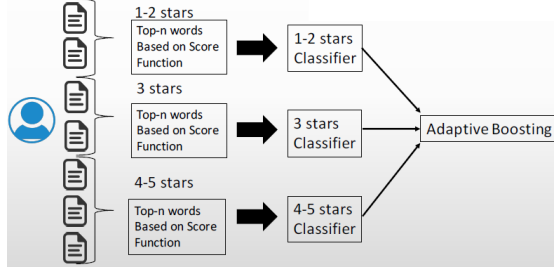 1-2 stars
Top-n words
Based on Score
Function
1-2 stars
Classifier
3 stars
Top-n words
Based on Score
Function
3 stars
Classifier
Adaptive Boosting
4-5 stars
Top-n words
Based on Score
Function
4-5 stars
Classifier